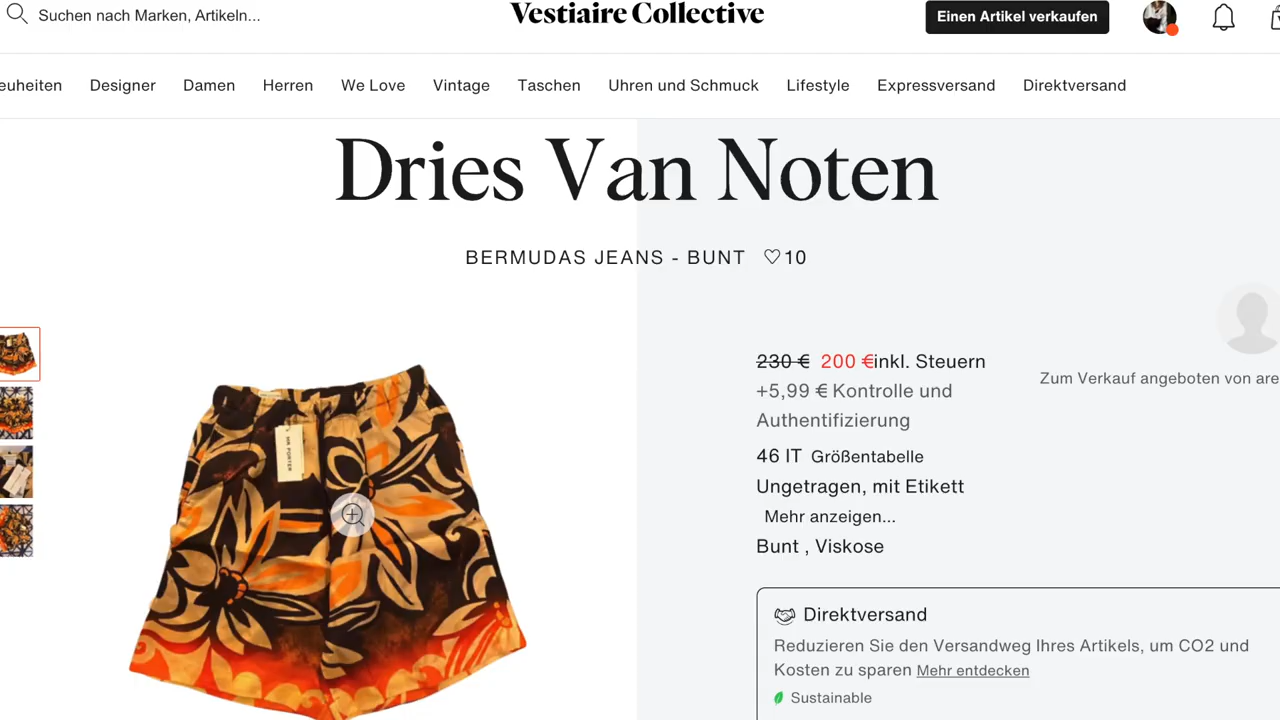 Suchen nach Marken, Artikeln...
Vestiaire Collective
Einen Artikel verkaufen
euheiten Designer Damen Herren We Love Vintage Taschen Uhren und Schmuck Lifestyle Expressversand Direktversand
Dries Van Noten
BERMUDAS JEANS - BUNT ♡10
MR PORTER
230 € 200 €inkl. Steuern
+5,99 € Kontrolle und
Authentifizierung
Zum Verkauf angeboten von are
46 IT Größentabelle
Ungetragen, mit Etikett
Mehr anzeigen...
Bunt , Viskose
Direktversand
Reduzieren Sie den Versandweg Ihres Artikels, um CO2 und
Kosten zu sparen Mehr entdecken
Sustainable